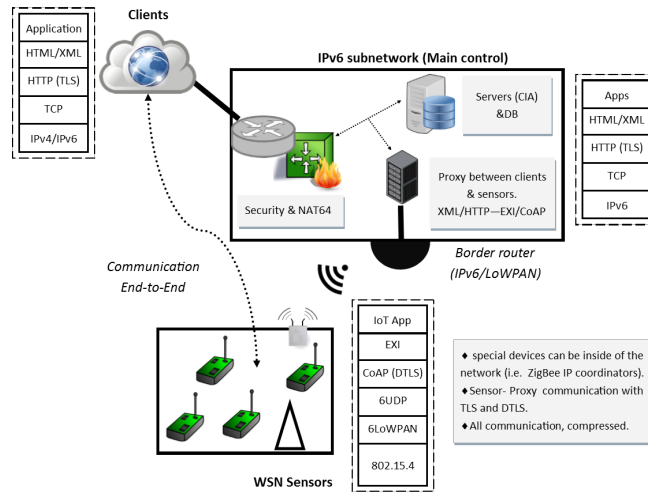 Clients
Application
HTML/XML
HTTP (TLS)
TCP
IPv4/IPv6
IPv6 subnetwork (Main control)
Servers (CIA)
&DB
Security & NAT64
Proxy between clients
& sensors.
XML/HTTP—EXI/CoAP
Apps
HTML/XML
HTTP (TLS)
TCP
IPv6
Border router
(IPv6/LoWPAN)
Communication
End-to-End
IoT App
EXI
CoAP (DTLS)
6UDP
6LoWPAN
802.15.4
WSN Sensors
♦ special devices can be inside of the
network (i.e. ZigBee IP coordinators).
♦Sensor- Proxy communication with
TLS and DTLS.
♦All communication, compressed.